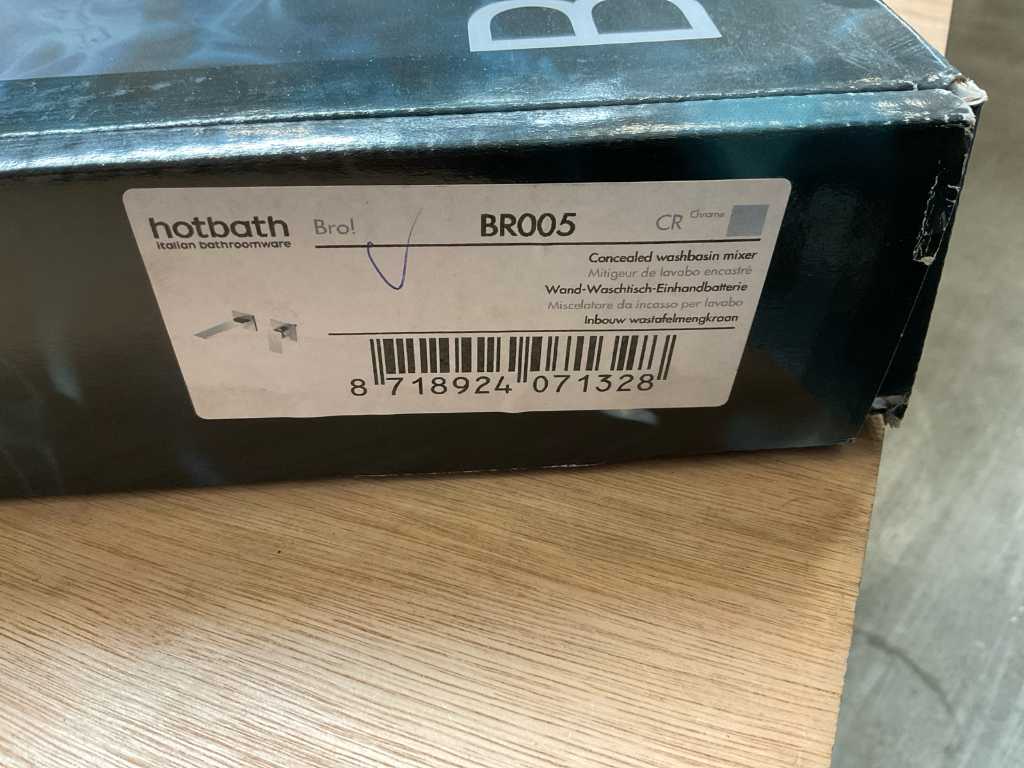 B
hotbath
italian bathroomware
Bro!
BR005
CR Chrome
Concealed washbasin mixer
Mitigeur de lavabo encastré
Wand-Waschtisch-Einhandbatterie
Miscelatore da incasso per lavabo
Inbouw wastafelmengkraan
8 718924 071328